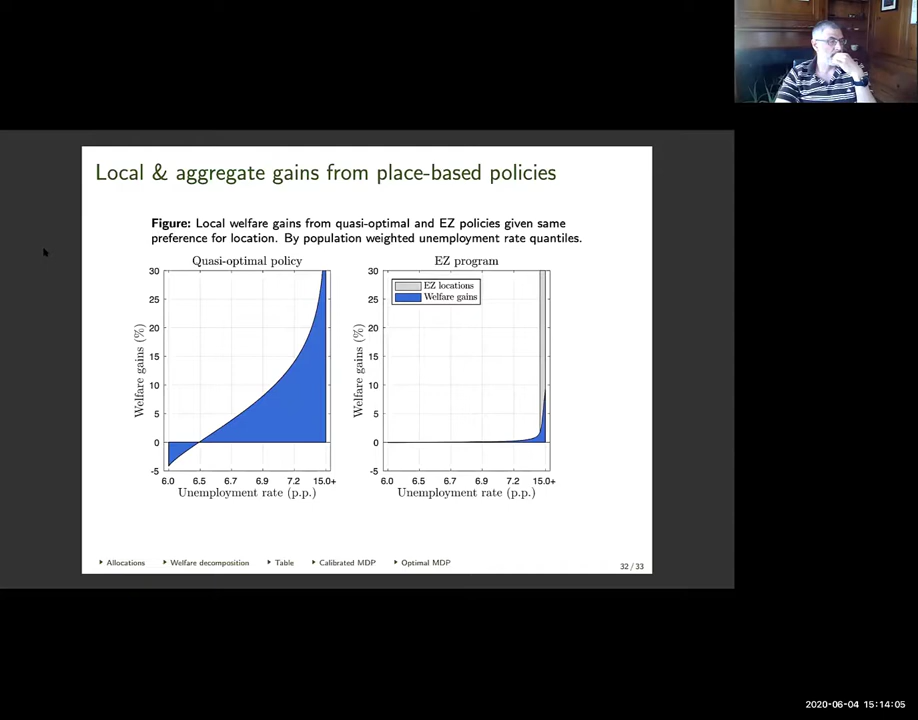 Local & aggregate gains from place-based policies
Figure: Local welfare gains from quasi-optimal and EZ policies given same
preference for location. By population weighted unemployment rate quantiles.
Quasi-optimal policy
30
25
20
15
10
5
0
-5
Welfare gains (%)
6.0 6.5 6.7 6.9 7.2 15.0+
Unemployment rate (p.p.)
EZ program
EZ locations
Welfare gains
30
25
20
15
10
5
0
-5
Welfare gains (%)
6.0 6.5 6.7 6.9 7.2 15.0+
Unemployment rate (p.p.)
Allocations Welfare decomposition Table Calibrated MDP Optimal MDP
32 / 33
2020-06-04 15:14:05